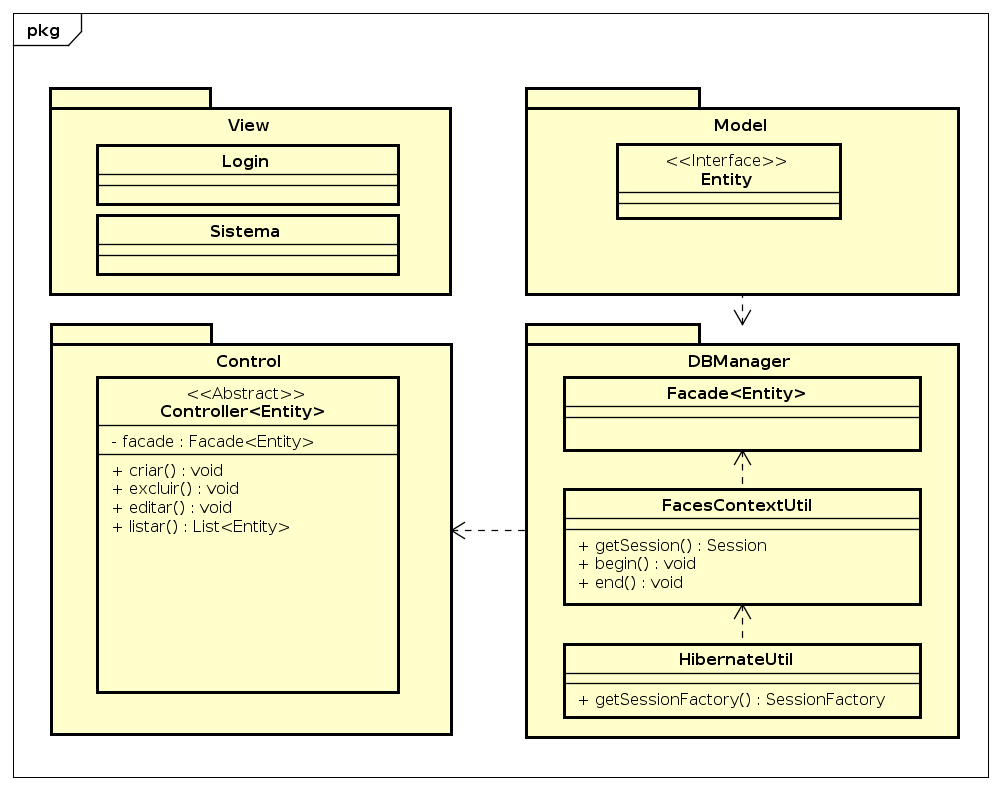 pkg
View
Login
Sistema
Model
<<Interface>>
Entity
Control
<<Abstract>>
Controller<Entity>
- facade : Facade<Entity>
+ criar() : void
+ excluir() : void
+ editar() : void
+ listar() : List<Entity>
DBManager
Facade<Entity>
FacesContextUtil
+ getSession() : Session
+ begin() : void
+ end() : void
HibernateUtil
+ getSessionFactory() : SessionFactory